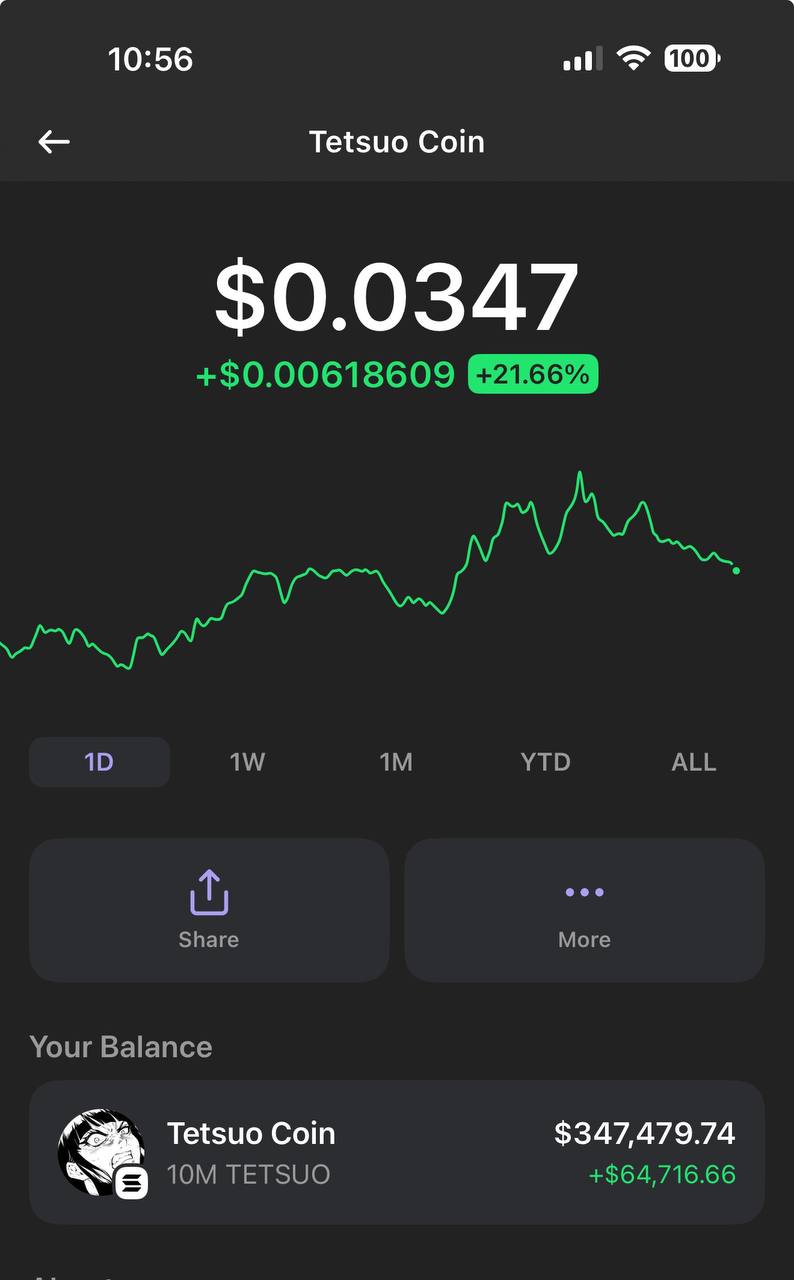 10:56
100
Tetsuo Coin
$0.0347
+$0.00618609 +21.66%
1D 1W 1M YTD ALL
Share More
Your Balance
Tetsuo Coin $347,479.74
10M TETSUO +$64,716.66